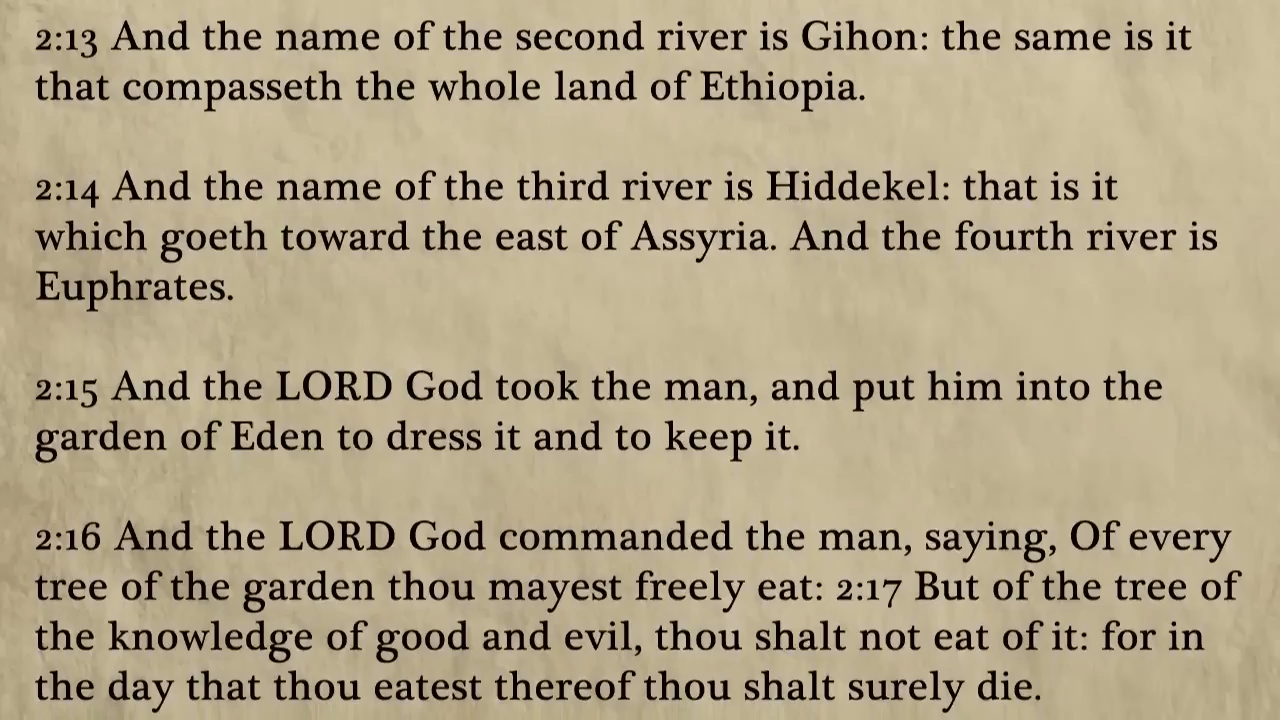 2:13 And the name of the second river is Gihon: the same is it
that compasseth the whole land of Ethiopia.
2:14 And the name of the third river is Hiddekel: that is it
which goeth toward the east of Assyria. And the fourth river is
Euphrates.
2:15 And the LORD God took the man, and put him into the
garden of Eden to dress it and to keep it.
2:16 And the LORD God commanded the man, saying, Of every
tree of the garden thou mayest freely eat: 2:17 But of the tree of
the knowledge of good and evil, thou shalt not eat of it: for in
the day that thou eatest thereof thou shalt surely die.